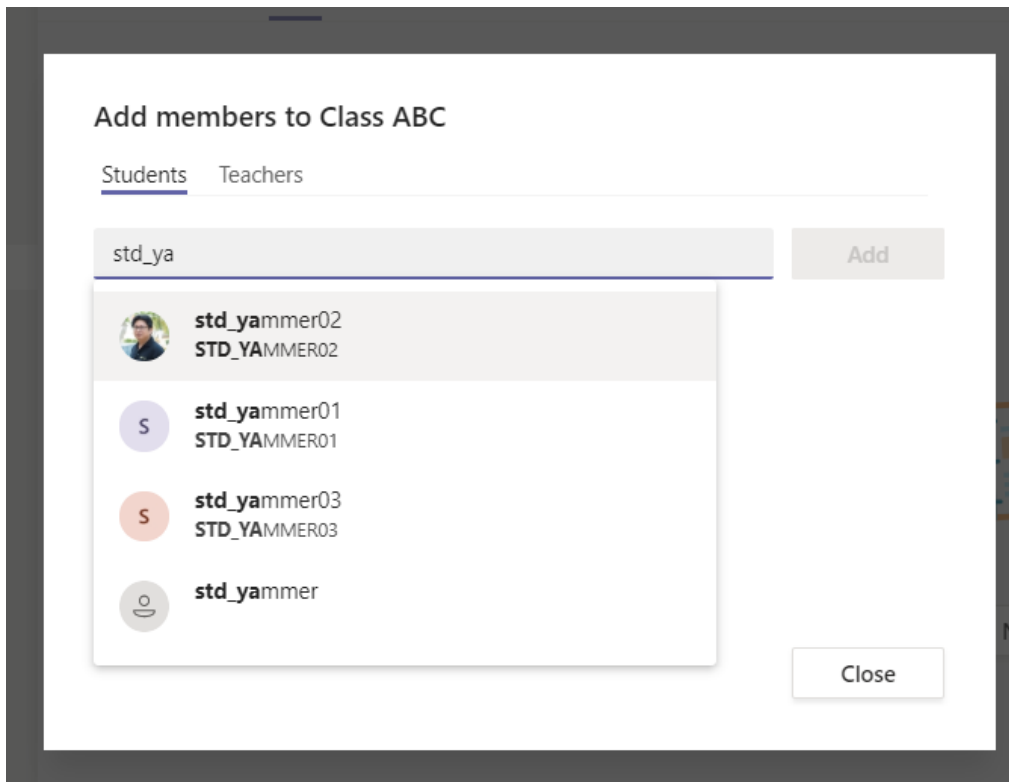 Add members to Class ABC
Students Teachers
std_ya Add
std_yammer02
STD_YAMMER02
S std_yammer01
STD_YAMMER01
S std_yammer03
STD_YAMMER03
std_yammer
Close